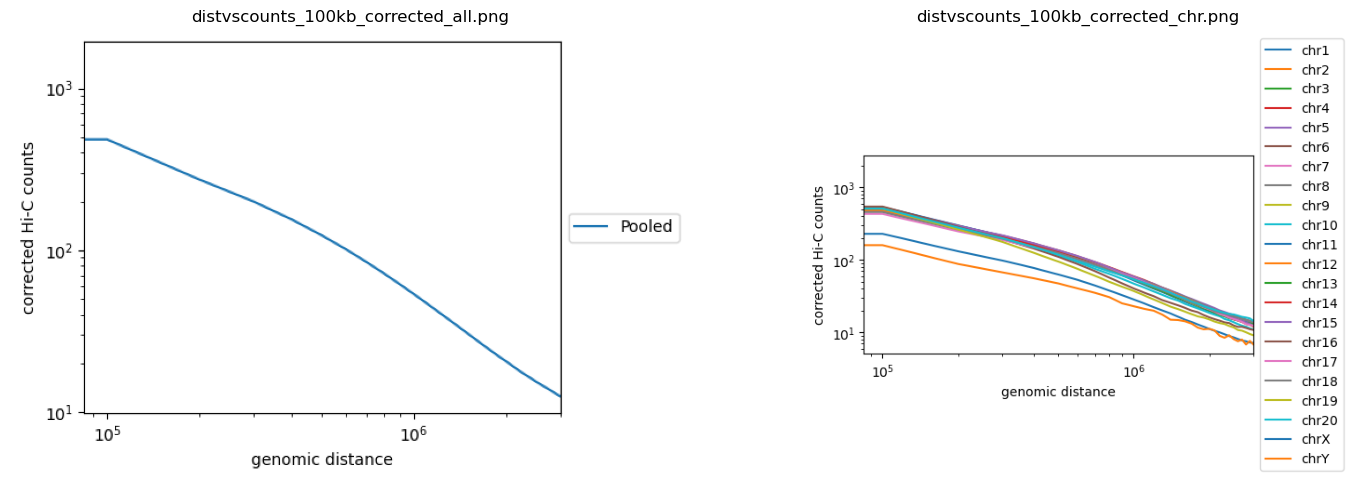 distvscounts_100kb_corrected_all.png
10³
10²
10¹
corrected Hi-C counts
10⁵
10⁶
genomic distance
Pooled
distvscounts_100kb_corrected_chr.png
10³
10²
10¹
corrected Hi-C counts
10⁵
10⁶
genomic distance
chr1
chr2
chr3
chr4
chr5
chr6
chr7
chr8
chr9
chr10
chr11
chr12
chr13
chr14
chr15
chr16
chr17
chr18
chr19
chr20
chrX
chrY